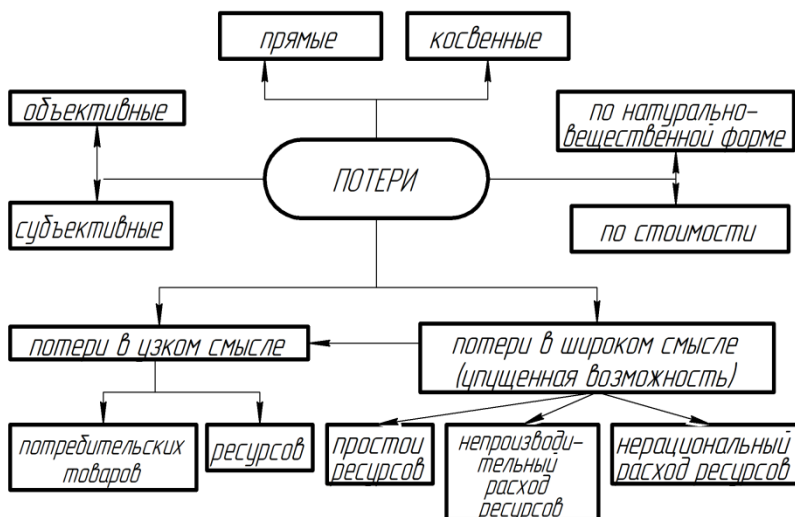 прямые
косвенные
объективные
субъективные
ПОТЕРИ
по натурально-
вещественной форме
по стоимости
потери в узком смысле
потери в широком смысле
(упущенная возможность)
потребительских
товаров
ресурсов
простои
ресурсов
непроизводи-
тельный
расход
ресурсов
нерациональный
расход ресурсов